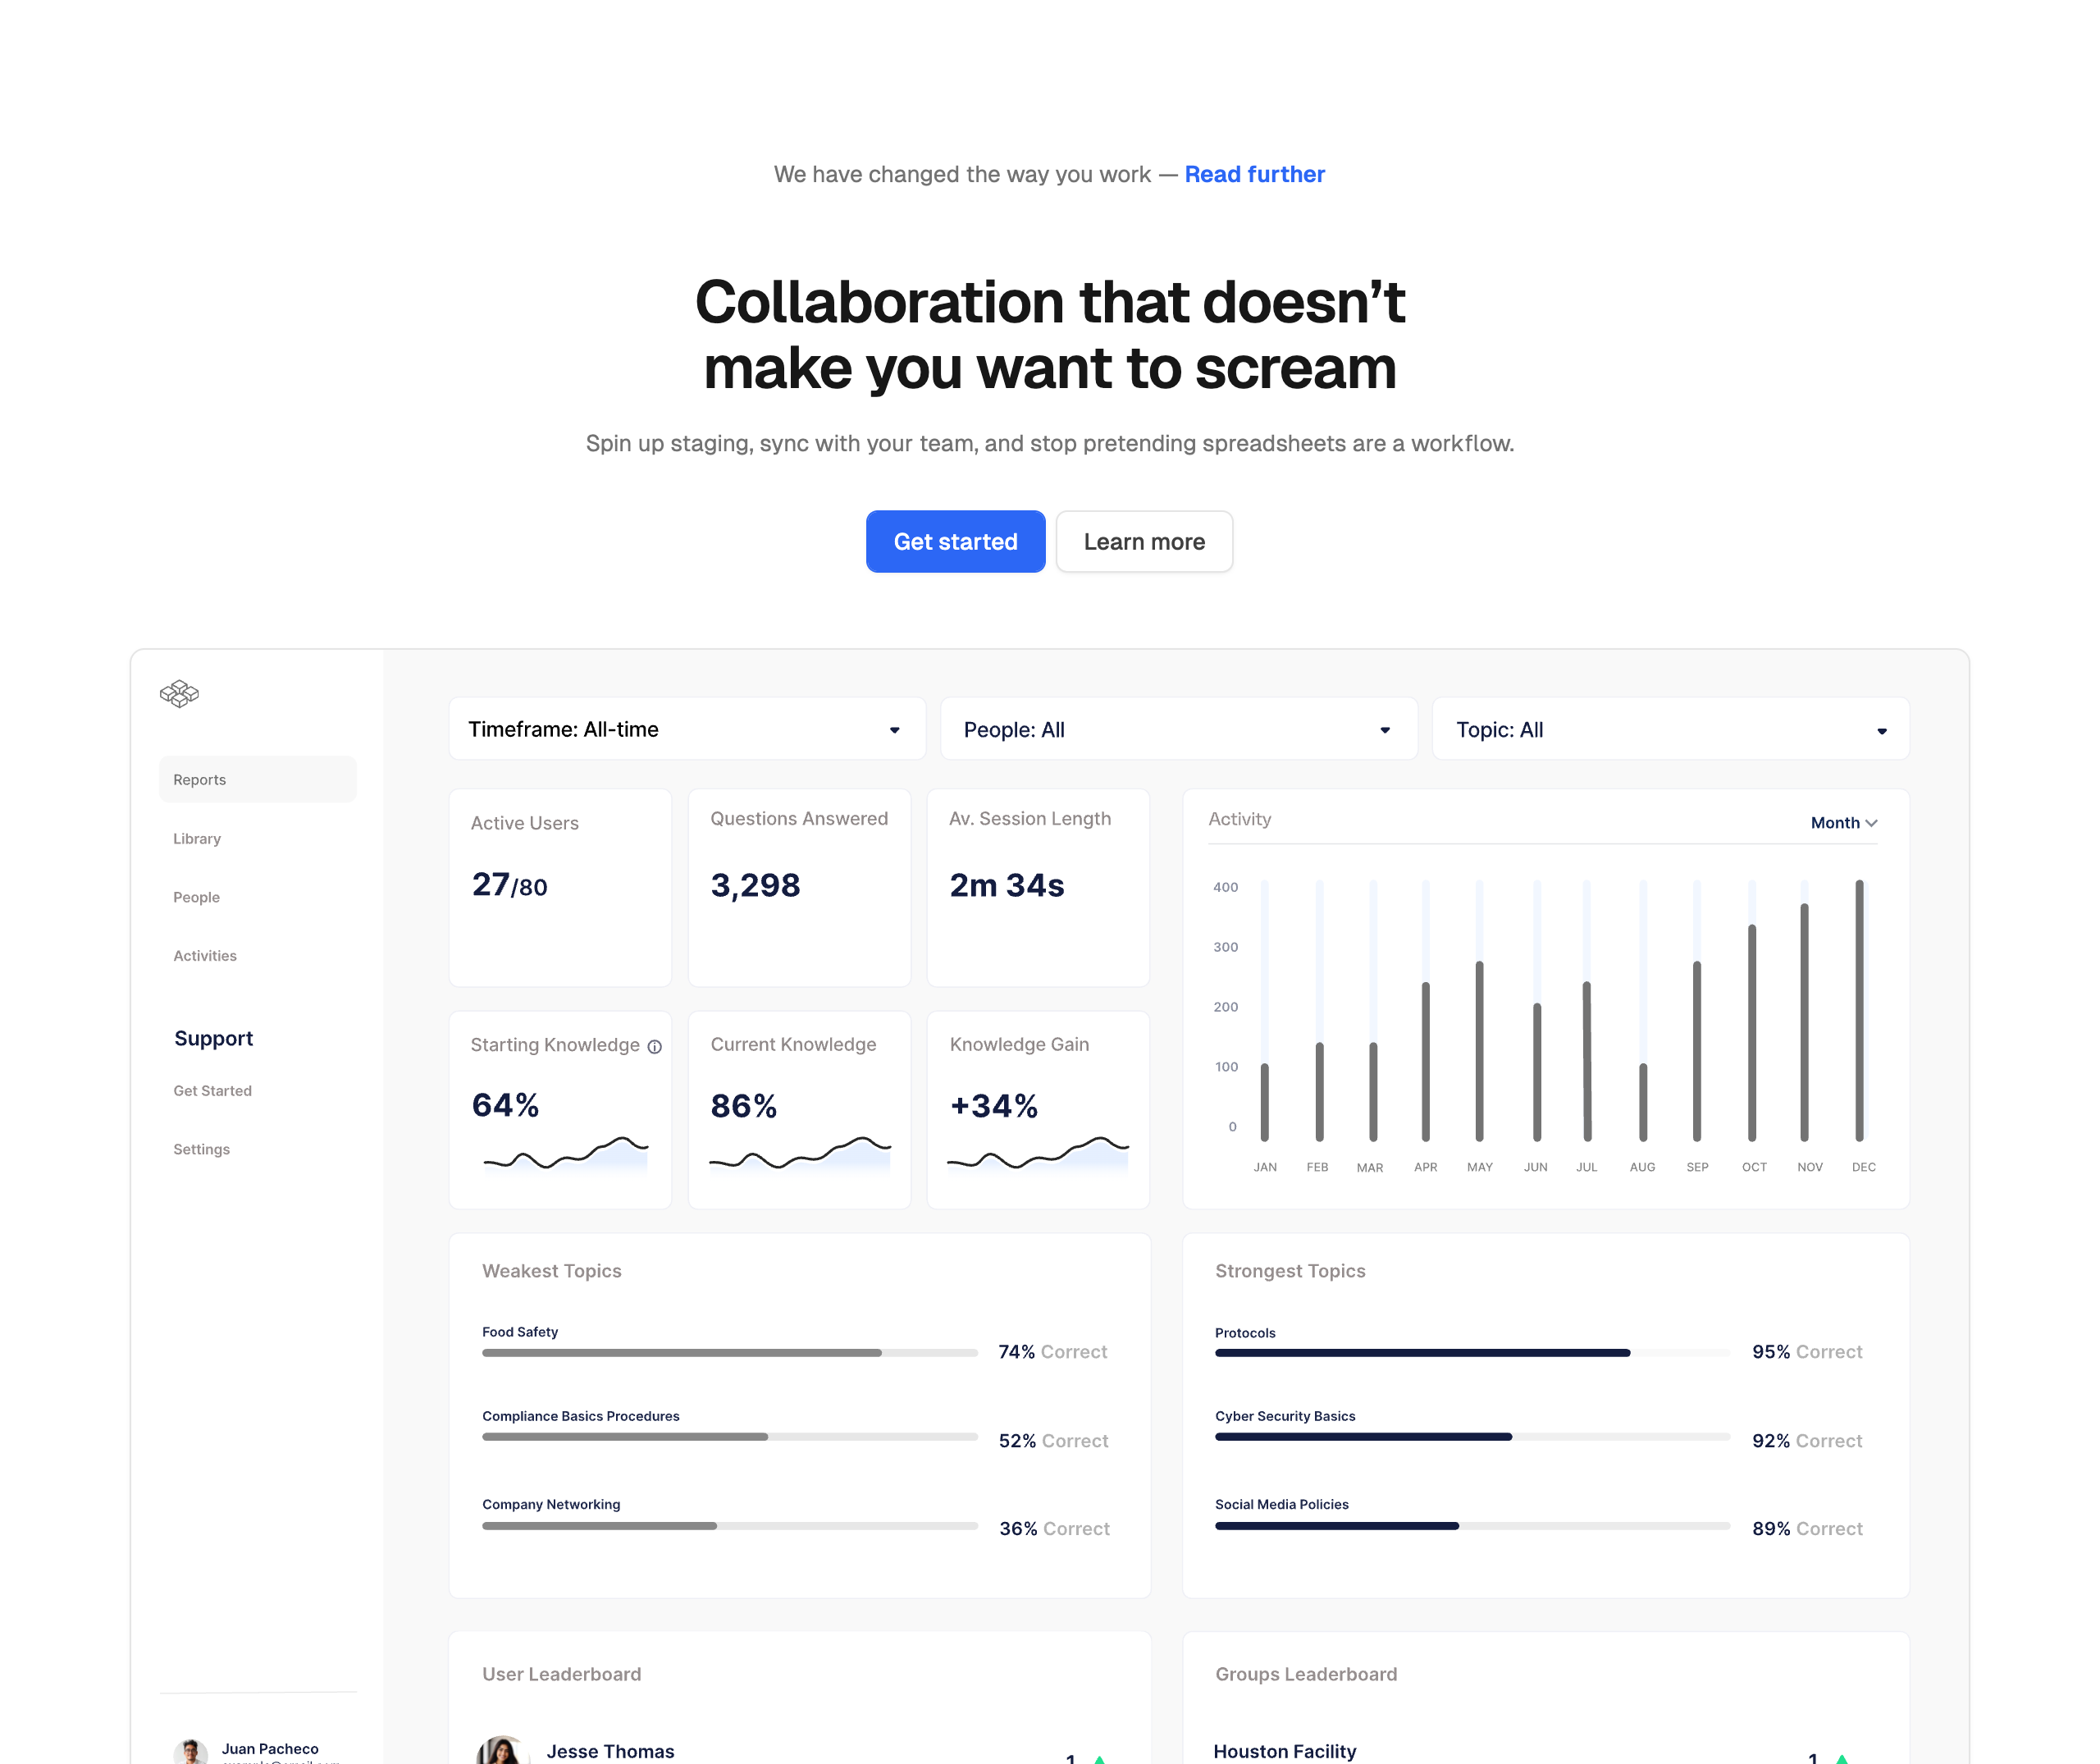 We have changed the way you work — Read further
Collaboration that doesn’t
make you want to scream
Spin up staging, sync with your team, and stop pretending spreadsheets are a workflow.
Get started
Learn more
Reports
Library
People
Activities
Support
Get Started
Settings
Juan Pacheco
Timeframe: All-time
People: All
Topic: All
Active Users
27/80
Questions Answered
3,298
Av. Session Length
2m 34s
Starting Knowledge
64%
Current Knowledge
86%
Knowledge Gain
+34%
Activity
Month
400
300
200
100
0
JAN FEB MAR APR MAY JUN JUL AUG SEP OCT NOV DEC
Weakest Topics
Food Safety
74% Correct
Compliance Basics Procedures
52% Correct
Company Networking
36% Correct
Strongest Topics
Protocols
95% Correct
Cyber Security Basics
92% Correct
Social Media Policies
89% Correct
User Leaderboard
Jesse Thomas
1
Groups Leaderboard
Houston Facility
1